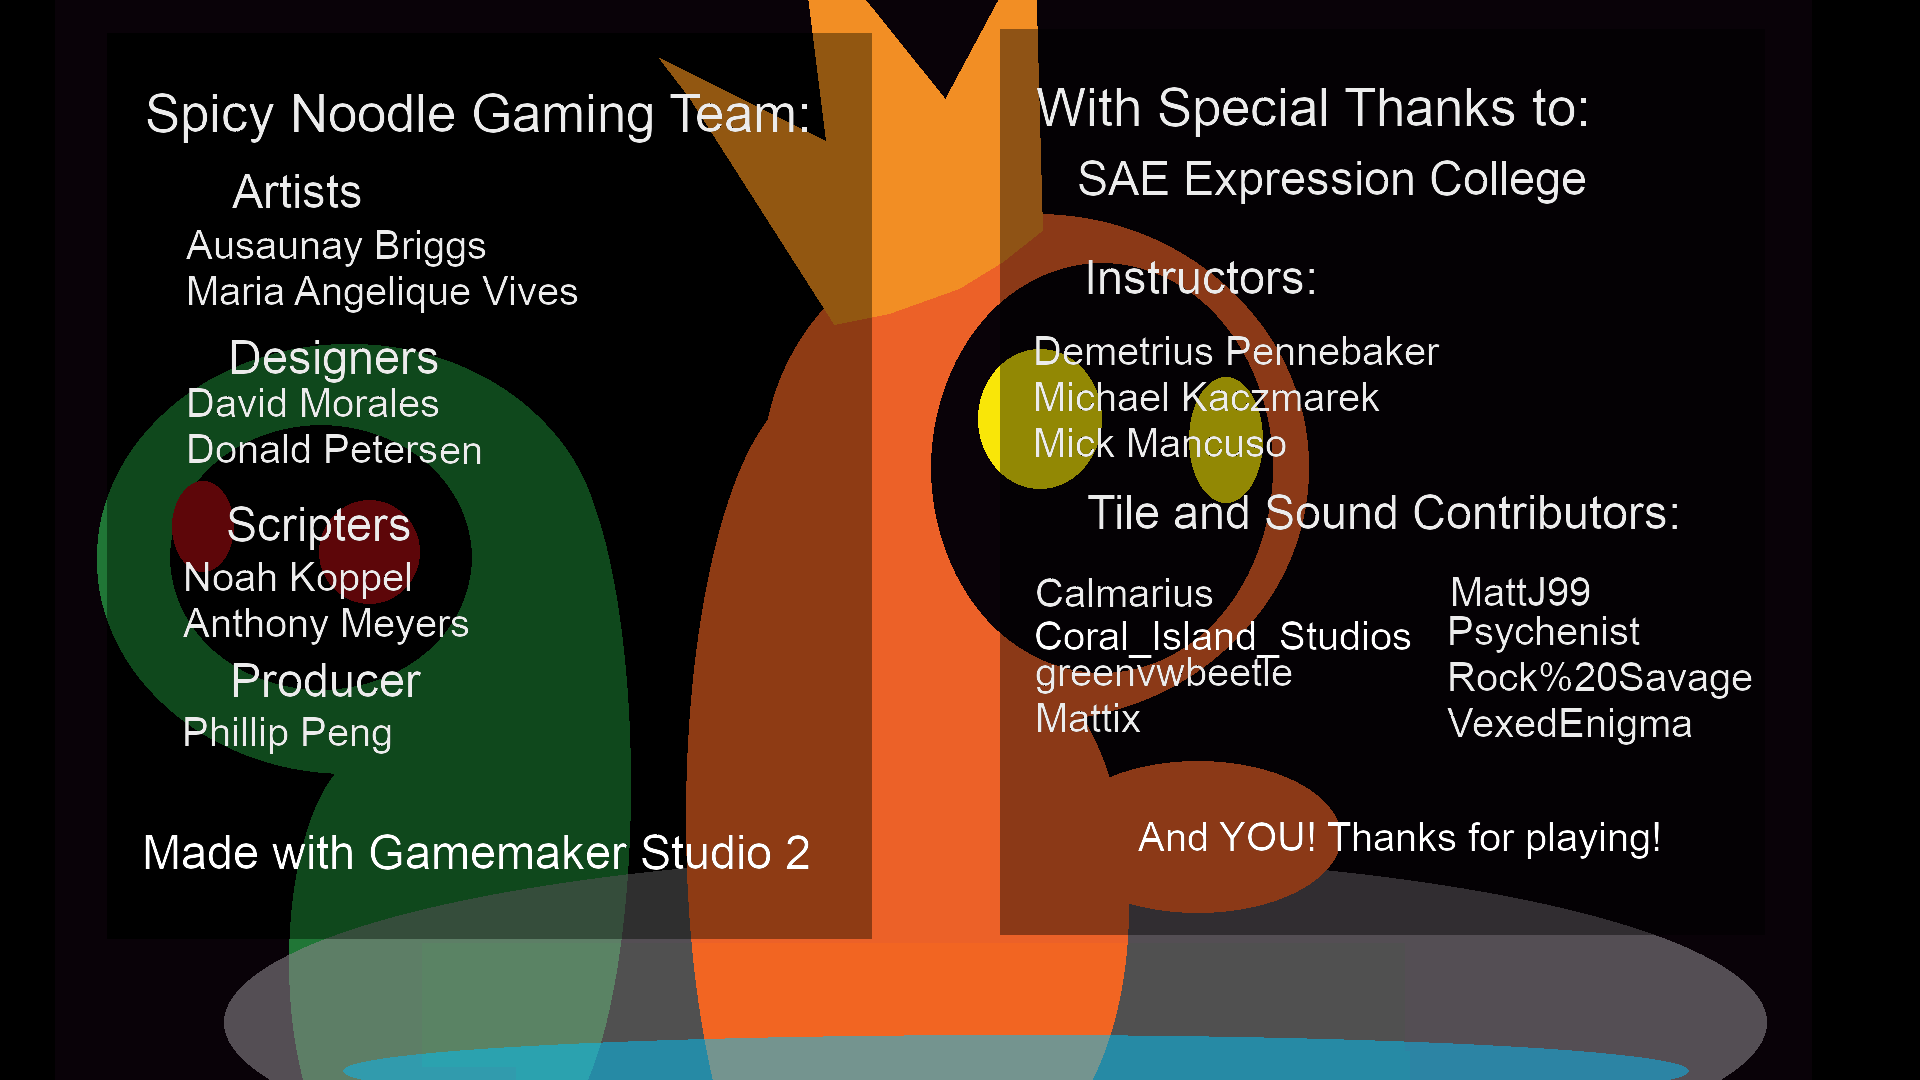 Spicy Noodle Gaming Team:
Artists
Ausaunay Briggs
Maria Angelique Vives
Designers
David Morales
Donald Petersen
Scripters
Noah Koppel
Anthony Meyers
Producer
Phillip Peng
Made with Gamemaker Studio 2
With Special Thanks to:
SAE Expression College
Instructors:
Demetrius Pennebaker
Michael Kaczmarek
Mick Mancuso
Tile and Sound Contributors:
Calmarius
Coral_Island_Studios
greenvwbeetle
Mattix
MattJ99
Psychenist
Rock%20Savage
VexedEnigma
And YOU! Thanks for playing!